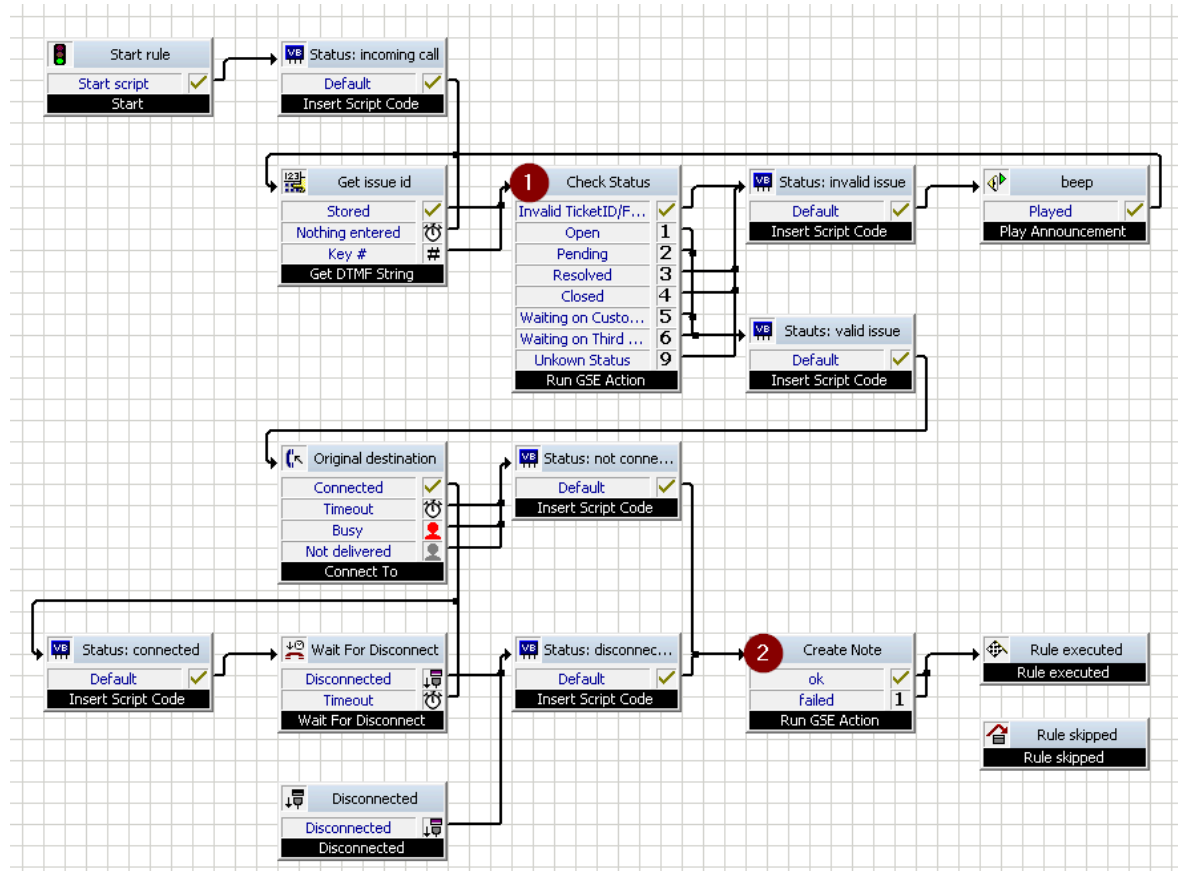 Start rule
Start script
Start
Status: incoming call
Default
Insert Script Code
Get issue id
Stored
Nothing entered
Key #
#
Get DTMF String
1
Check Status
Invalid TicketID/F...
Open
1
Pending
2
Resolved
3
Closed
4
Waiting on Custo...
5
Waiting on Third ...
6
Unkown Status
9
Run GSE Action
Status: invalid issue
Default
Insert Script Code
beep
Played
Play Announcement
Stauts: valid issue
Default
Insert Script Code
Original destination
Connected
Timeout
Busy
Not delivered
Connect To
Status: not conne...
Default
Insert Script Code
Status: connected
Default
Insert Script Code
Wait For Disconnect
Disconnected
Timeout
Wait For Disconnect
Status: disconnec...
Default
Insert Script Code
2
Create Note
ok
failed
1
Run GSE Action
Rule executed
Rule executed
Rule skipped
Rule skipped
Disconnected
Disconnected
Disconnected